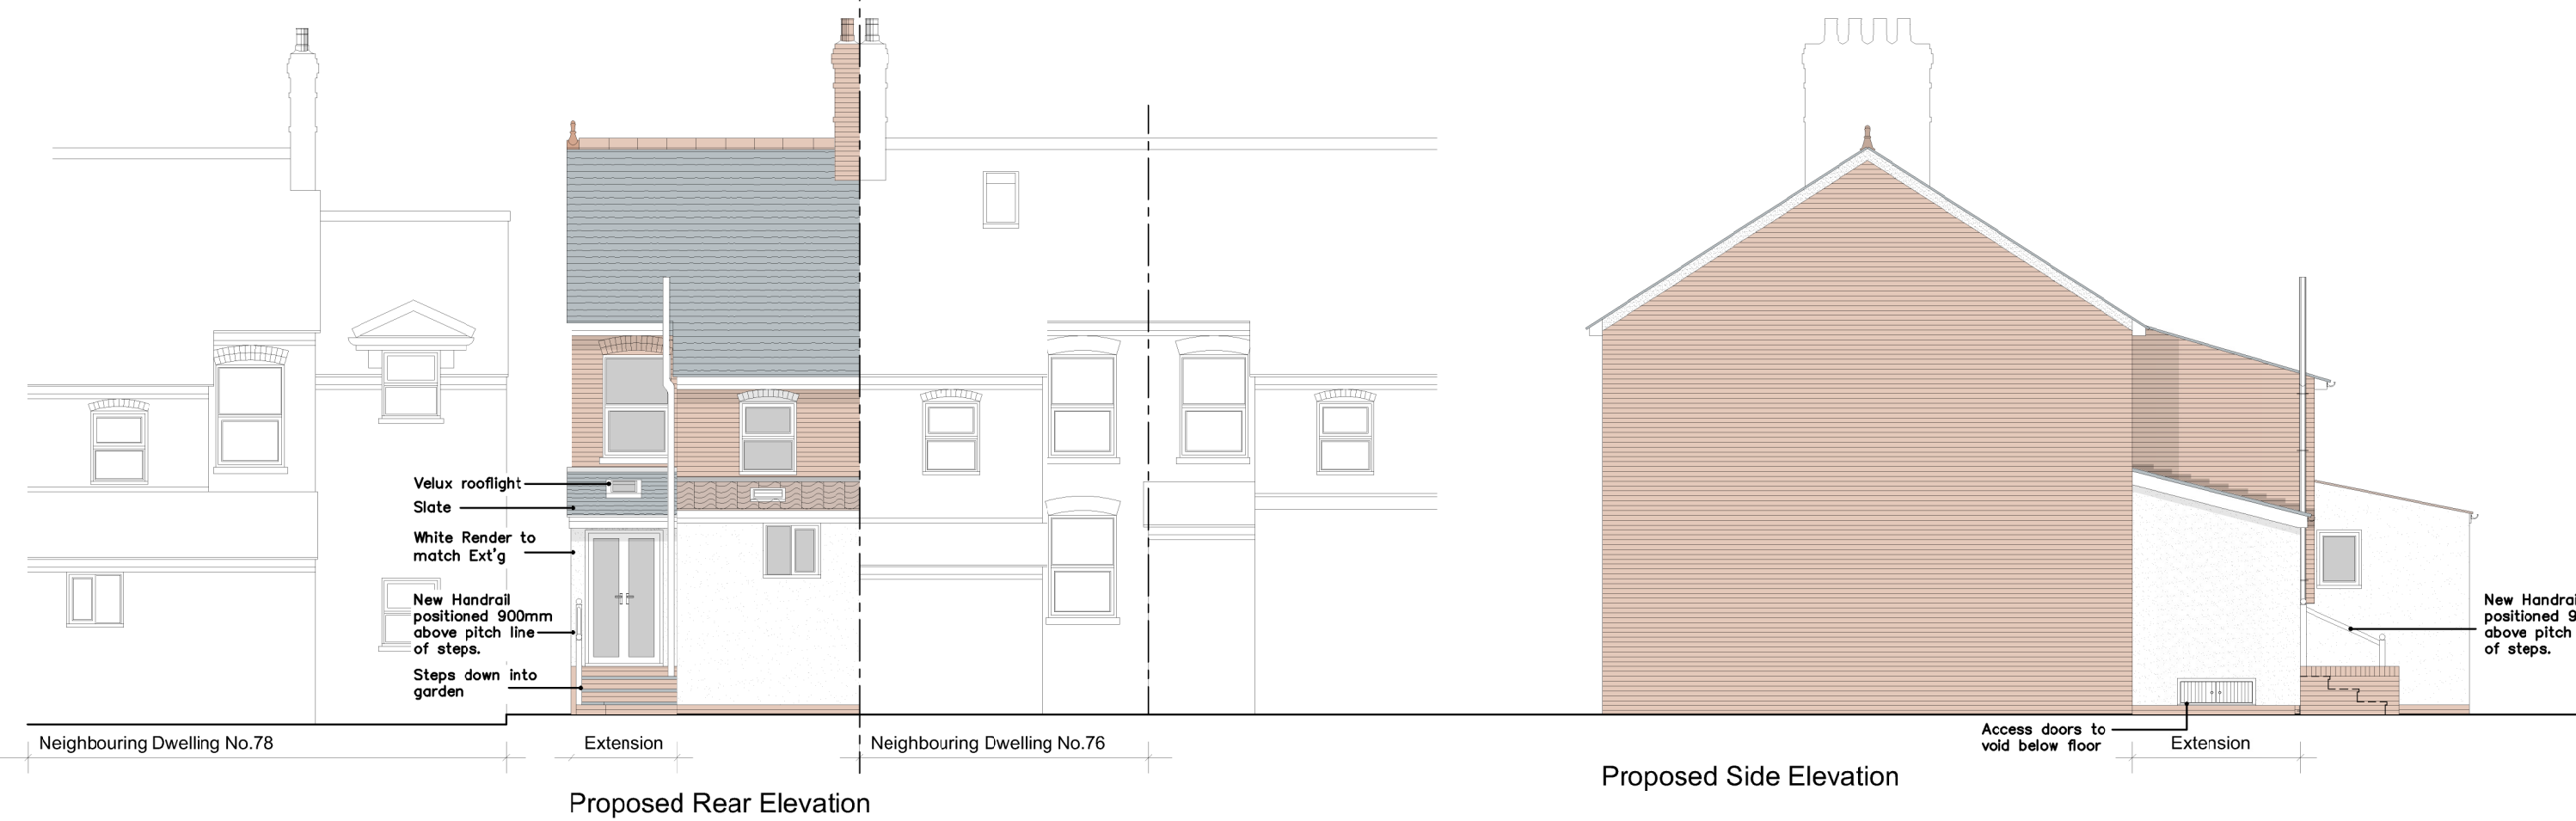 Velux rooflight
Slate
White Render to
match Ext'g
New Handrail
positioned 900mm
above pitch line
of steps.
Steps down into
garden
Neighbouring Dwelling No.78
Extension
Neighbouring Dwelling No.76
Proposed Rear Elevation
New Handrai
positioned 9
above pitch
of steps.
Access doors to
void below floor
Extension
Proposed Side Elevation